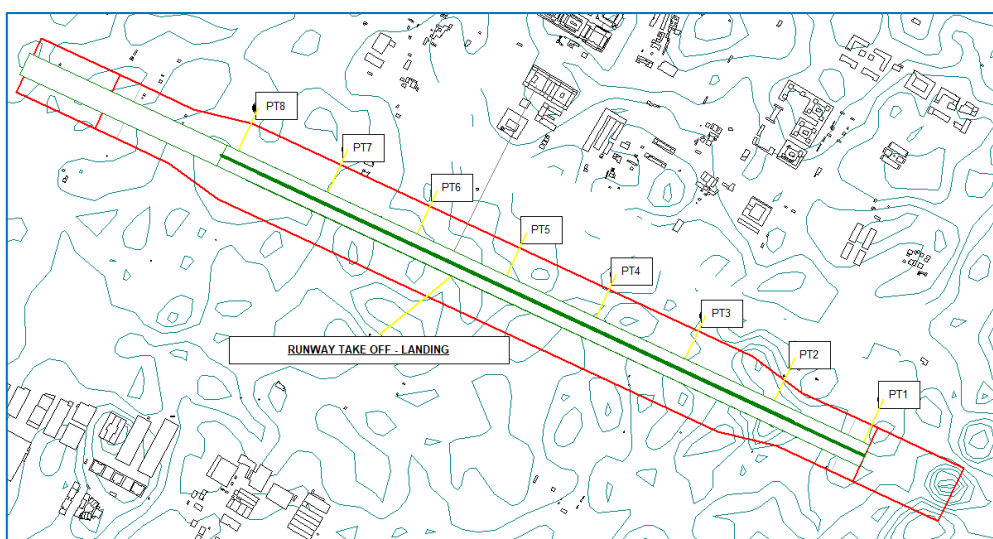 PT8
PT7
PT6
PT5
PT4
PT3
PT2
PT1
RUNWAY TAKE OFF - LANDING